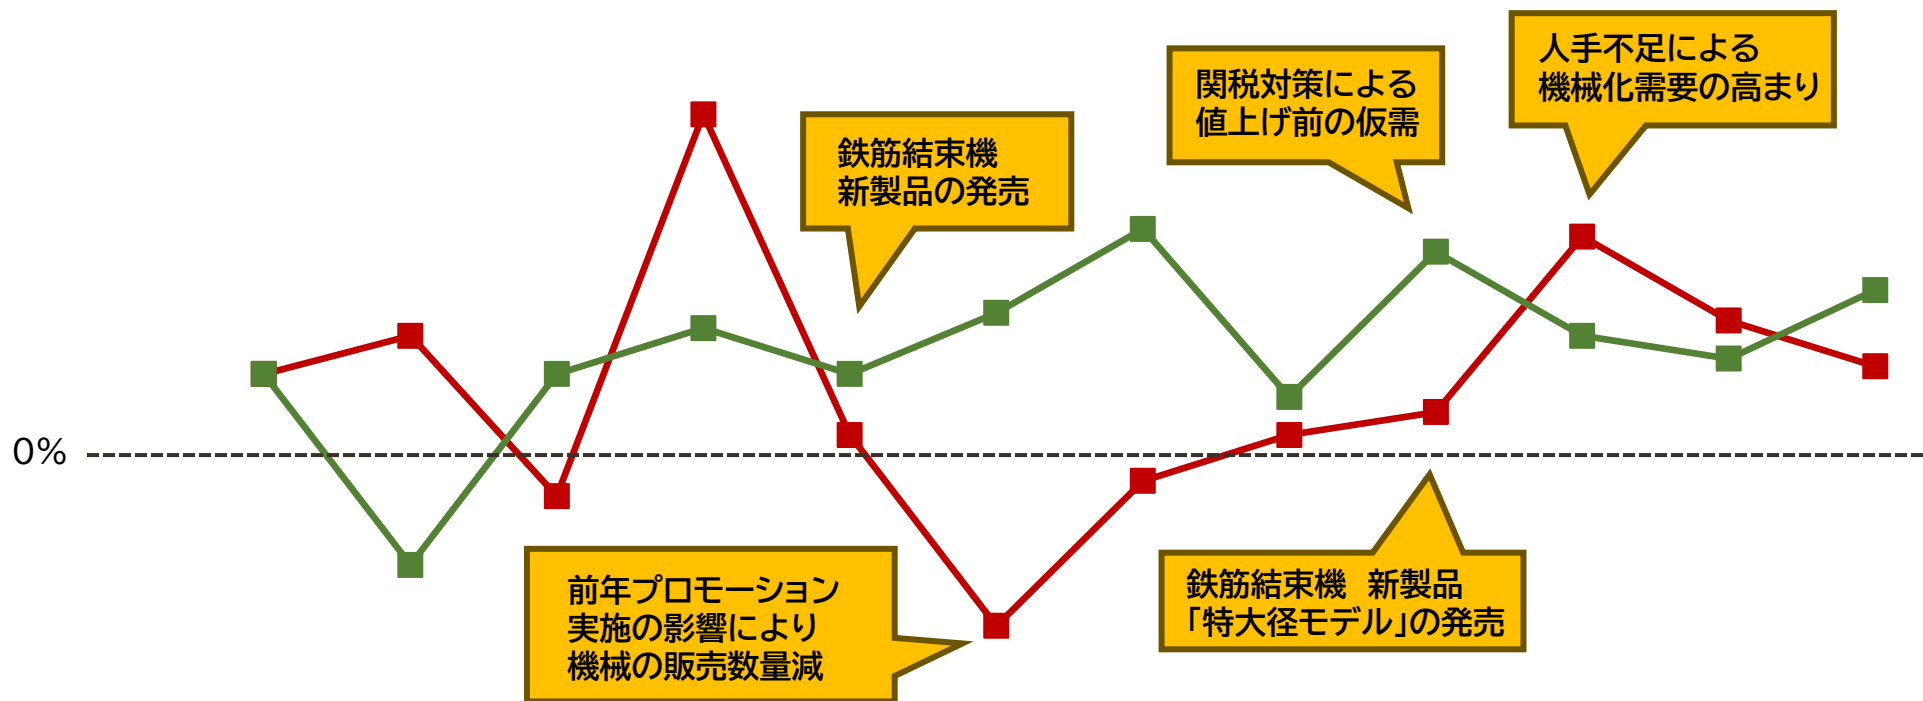 人手不足による
機械化需要の高まり
関税対策による
値上げ前の仮需
鉄筋結束機
新製品の発売
0%
前年プロモーション
実施の影響により
機械の販売数量減
鉄筋結束機　新製品
「特大径モデル」の発売